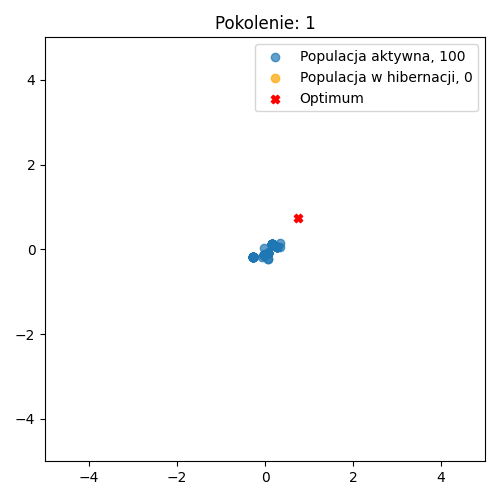 Pokolenie: 1
Populacja aktywna, 100
Populacja w hibernacji, 0
Optimum
4
2
0
−2
−4
−4 −2 0 2 4